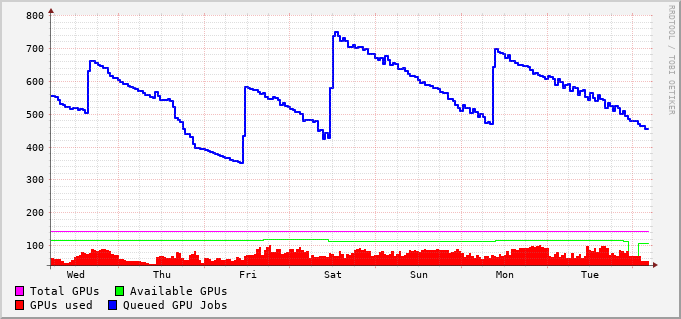 800
700
600
500
400
300
200
100
Wed Thu Fri Sat Sun Mon Tue
Total GPUs Available GPUs
GPUs used Queued GPU Jobs
RRDTOOL / TOBI OETIKER